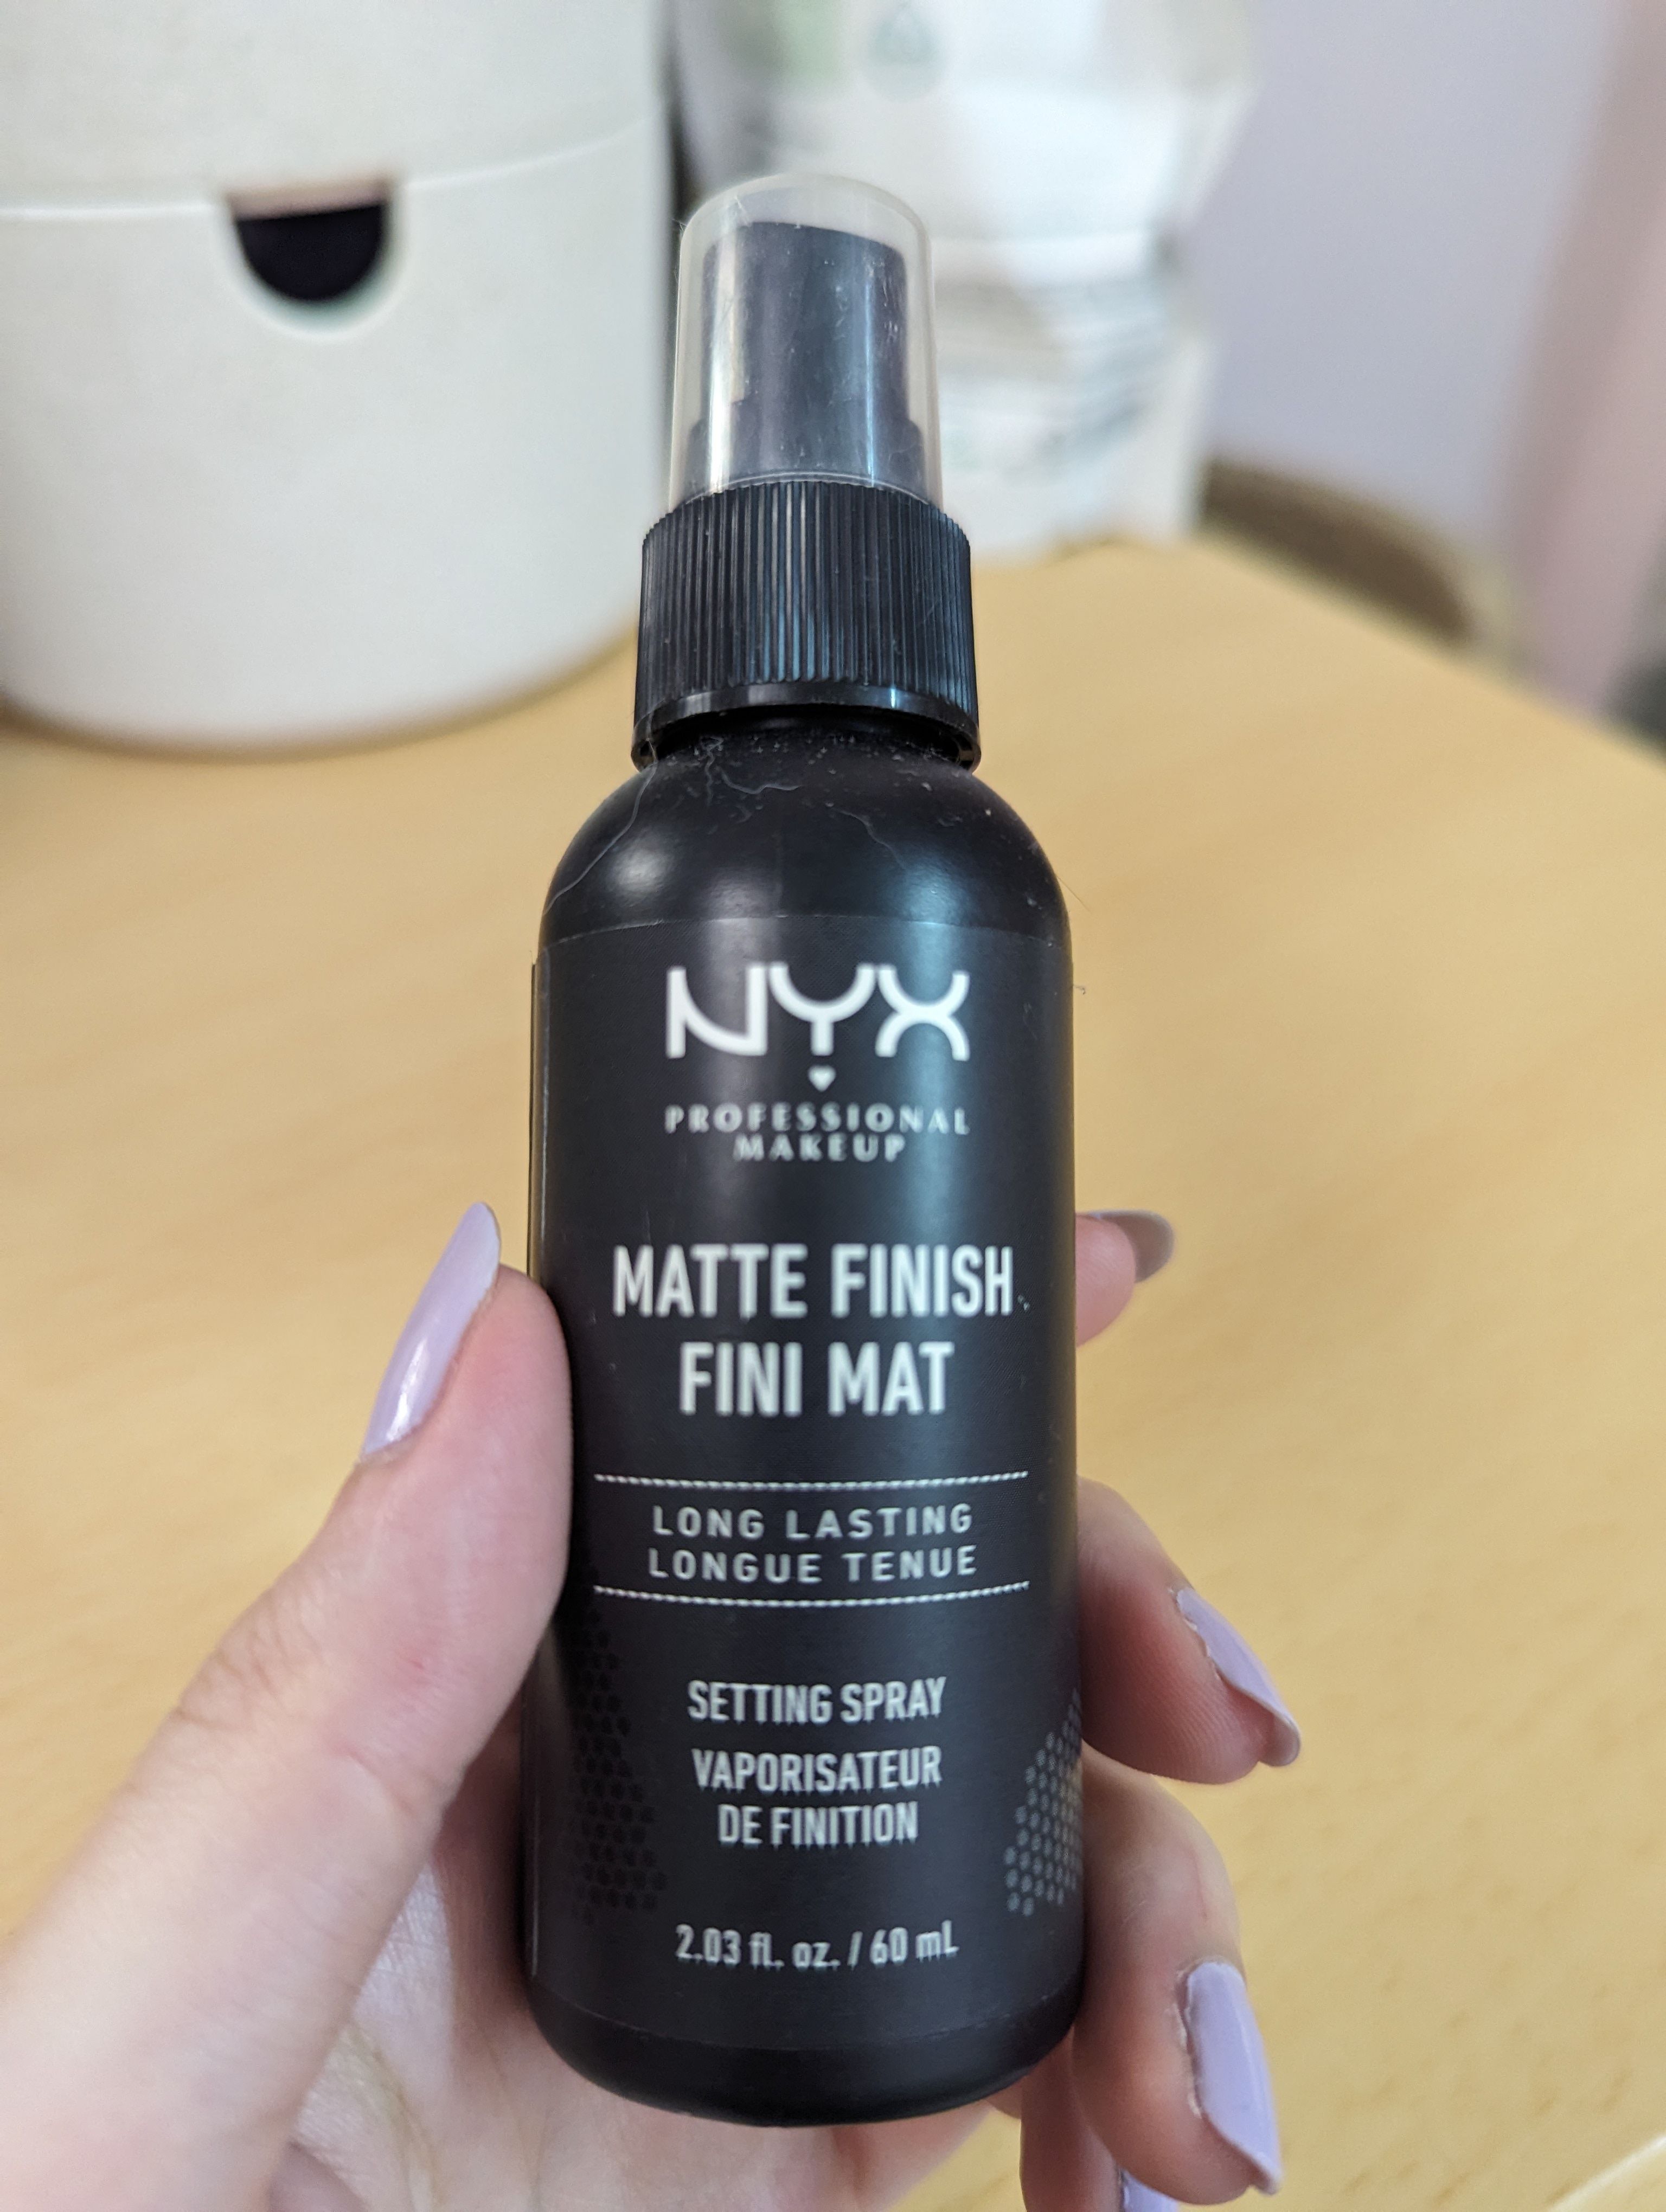 NYX
PROFESSIONAL
MAKEUP
MATTE FINISH
FINI MAT
LONG LASTING
LONGUE TENUE
SETTING SPRAY
VAPORISATEUR
DE FINITION
2.03 fl. oz. / 60 mL